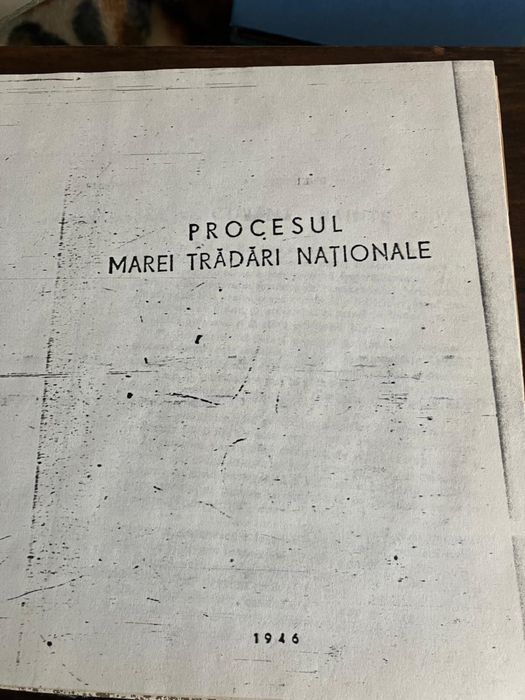 PROCESUL
MAREI TRĂDĂRI NAȚIONALE
1946